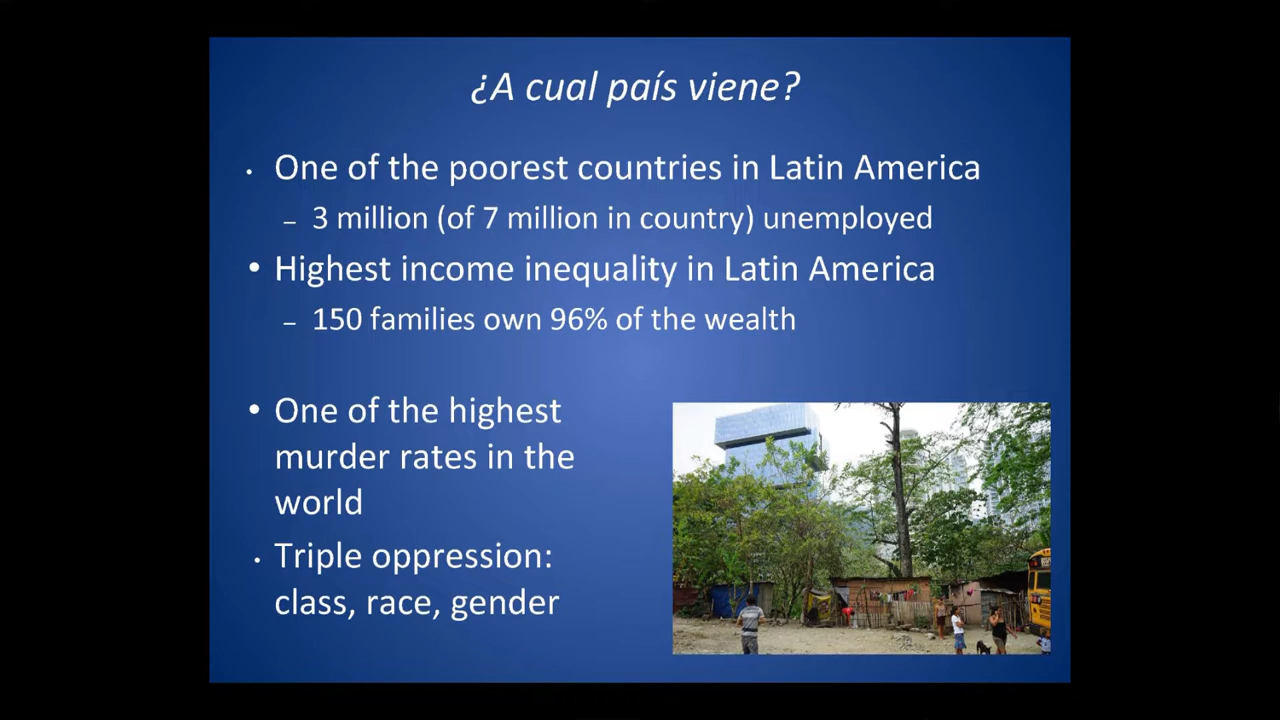 ¿A cual país viene?
• One of the poorest countries in Latin America
– 3 million (of 7 million in country) unemployed
• Highest income inequality in Latin America
– 150 families own 96% of the wealth
• One of the highest
murder rates in the
world
• Triple oppression:
class, race, gender